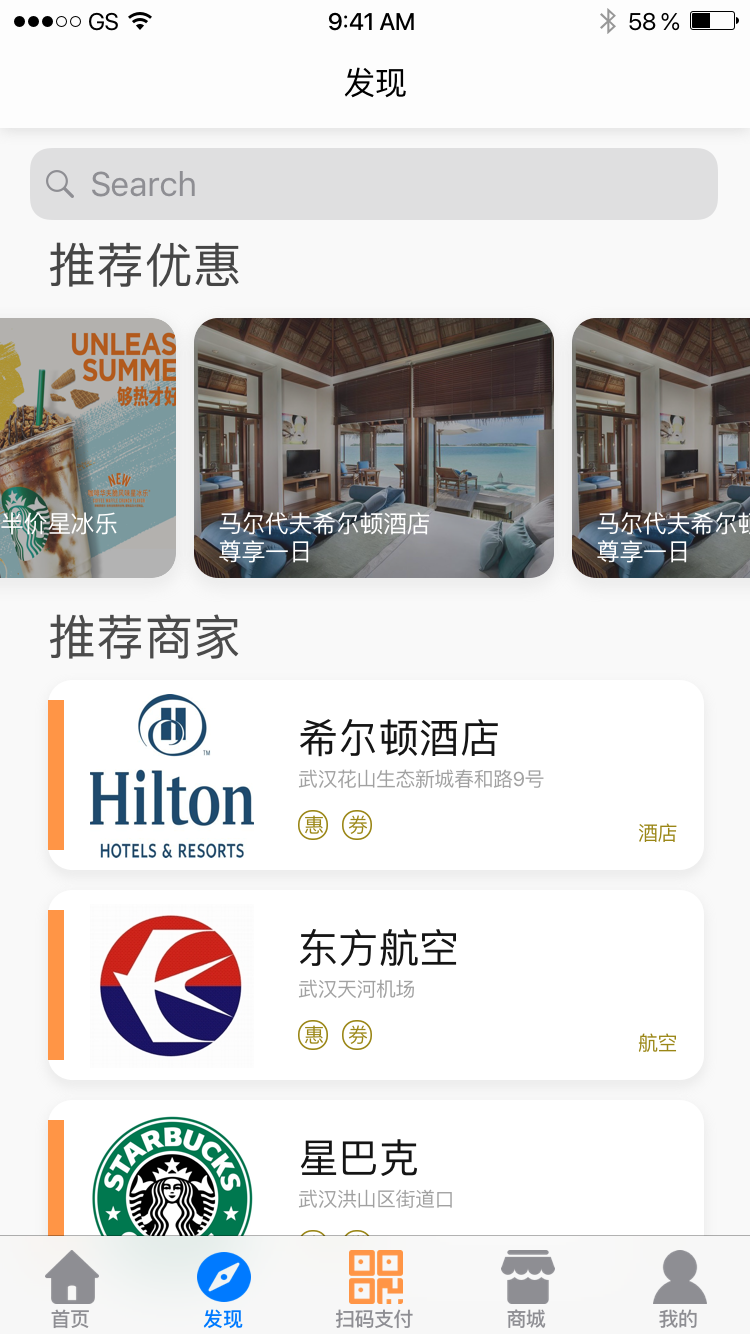 GS
9:41 AM
58 %
发现
Search
推荐优惠
UNLEAS
SUMME
够热才好
NEW
半价星冰乐
马尔代夫希尔顿酒店
尊享一日
马尔代夫希尔顿
尊享一日
推荐商家
Hilton
HOTELS & RESORTS
TM
希尔顿酒店
武汉花山生态新城春和路9号
惠 券
酒店
东方航空
武汉天河机场
惠 券
航空
STARBUCKS
星巴克
武汉洪山区街道口
首页
发现
扫码支付
商城
我的